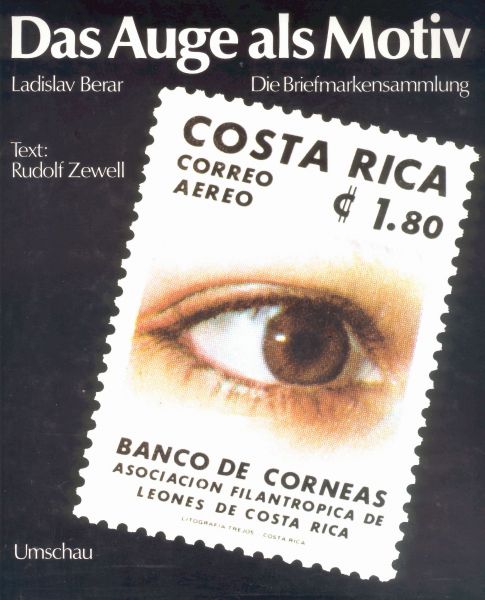 Das Auge als Motiv
Ladislav Berar
Die Briefmarkensammlung
Text:
Rudolf Zewell
COSTA RICA
CORREO
AEREO
₡ 1.80
BANCO DE CORNEAS
ASOCIACION FILANTROPICA DE
LEONES DE COSTA RICA
LITOGRAFIA TREJOS - COSTA RICA
Umschau